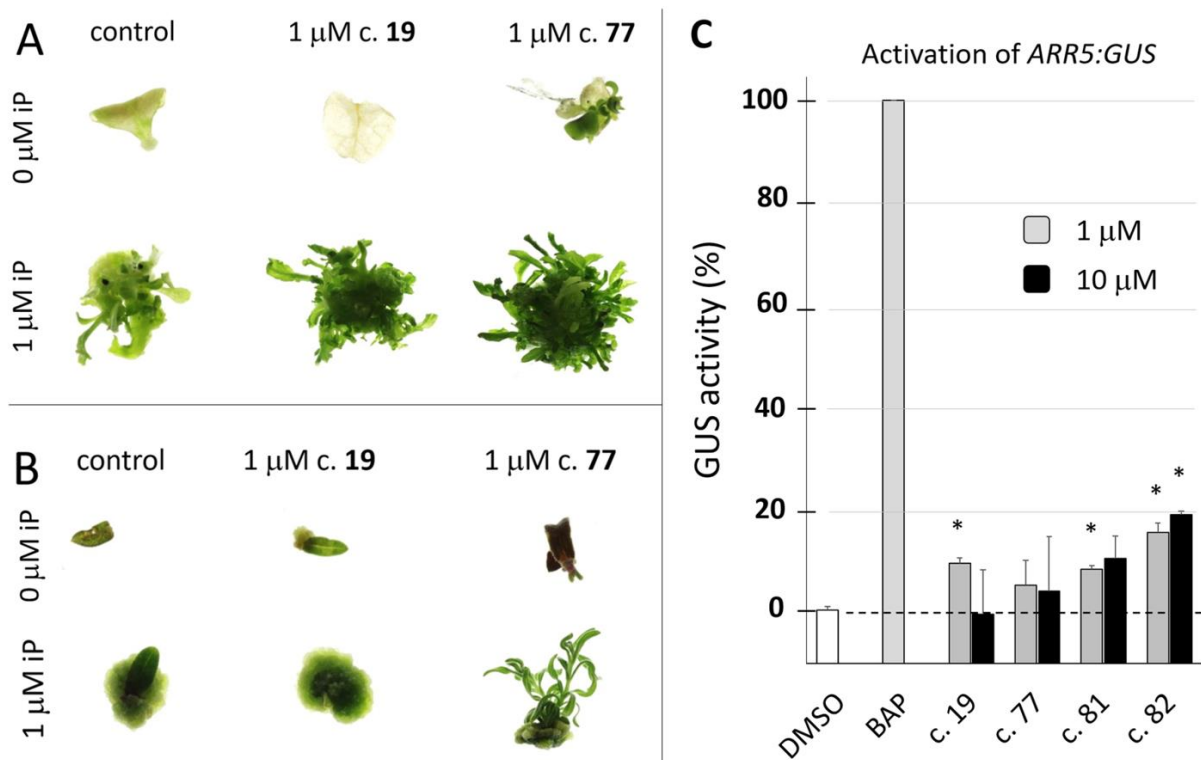 A
control
1 μM c. 19
1 μM c. 77
0 μM iP
1 μM iP
B
control
1 μM c. 19
1 μM c. 77
0 μM iP
1 μM iP
C
Activation of ARR5:GUS
GUS activity (%)
100
80
60
40
20
0
1 μM
10 μM
*
*
*
*
DMSO
BAP
c. 19
c. 77
c. 81
c. 82